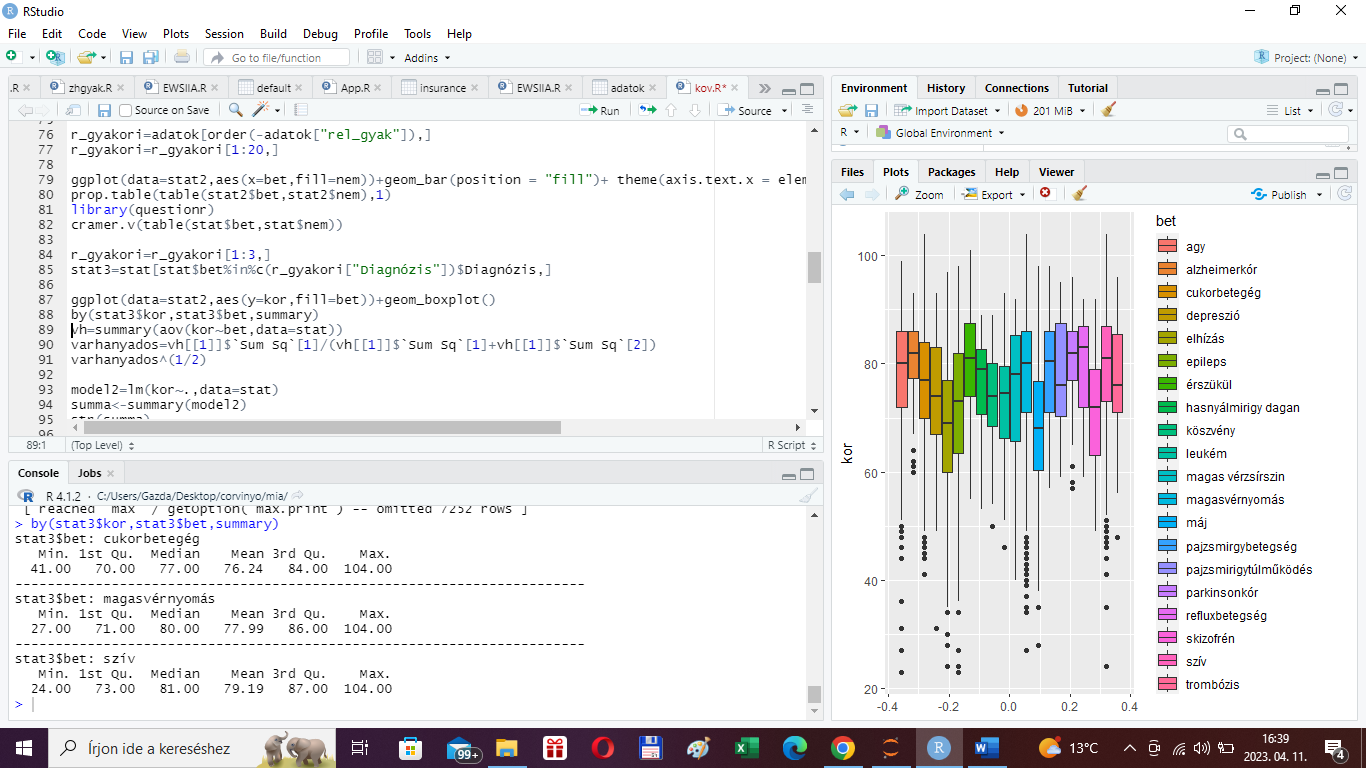 RStudio
File Edit Code View Plots Session Build Debug Profile Tools Help
Go to file/function Addins Project: (None)
.R zhgyak.R EWSIIA.R default App.R insurance EWSIIA.R adatok kov.R*
Source on Save Run Source
76 r_gyakori=adatok[order(-adatok["rel_gyak"]),]
77 r_gyakori=r_gyakori[1:20,]
78
79 ggplot(data=stat2,aes(x=bet,fill=nem))+geom_bar(position = "fill")+ theme(axis.text.x = elem
80 prop.table(table(stat2$bet,stat2$nem),1)
81 library(questionr)
82 cramer.v(table(stat$bet,stat$nem))
83
84 r_gyakori=r_gyakori[1:3,]
85 stat3=stat[stat$bet%in%c(r_gyakori["Diagnózis"])$Diagnózis,]
86
87 ggplot(data=stat2,aes(y=kor,fill=bet))+geom_boxplot()
88 by(stat3$kor,stat3$bet,summary)
89 vh=summary(aov(kor~bet,data=stat))
90 varhanyados=vh[[1]]$`Sum Sq`[1]/(vh[[1]]$`Sum Sq`[1]+vh[[1]]$`Sum Sq`[2])
91 varhanyados^(1/2)
92
93 model2=lm(kor~.,data=stat)
94 summa<-summary(model2)
95 str(summa)
96
89:1 (Top Level) R Script
Console Jobs
R 4.1.2 · C:/Users/Gazda/Desktop/corvinyo/mia/
[ reached 'max' / getOption("max.print") -- omitted 7252 rows ]
> by(stat3$kor,stat3$bet,summary)
stat3$bet: cukorbetegég
Min. 1st Qu. Median Mean 3rd Qu. Max.
41.00 70.00 77.00 76.24 84.00 104.00
------------------------------------------------------------------------
stat3$bet: magasvérnyomás
Min. 1st Qu. Median Mean 3rd Qu. Max.
27.00 71.00 80.00 77.99 86.00 104.00
------------------------------------------------------------------------
stat3$bet: szív
Min. 1st Qu. Median Mean 3rd Qu. Max.
24.00 73.00 81.00 79.19 87.00 104.00
>
Environment History Connections Tutorial
Import Dataset 201 MiB List
R Global Environment
Files Plots Packages Help Viewer
Zoom Export Publish
kor
100
80
60
40
20
-0.4 -0.2 0.0 0.2 0.4
bet
agy
alzheimerkór
cukorbetegég
depreszió
elhízás
epileps
érszükül
hasnyálmirigy dagan
köszvény
leukém
magas vérzsírszin
magasvérnyomás
máj
pajzsmirgybetegség
pajzsmirigytúlműködés
parkinsonkór
refluxbetegség
skizofrén
szív
trombózis
Írjon ide a kereséshez 99+ 13°C 16:39
2023. 04. 11. 4